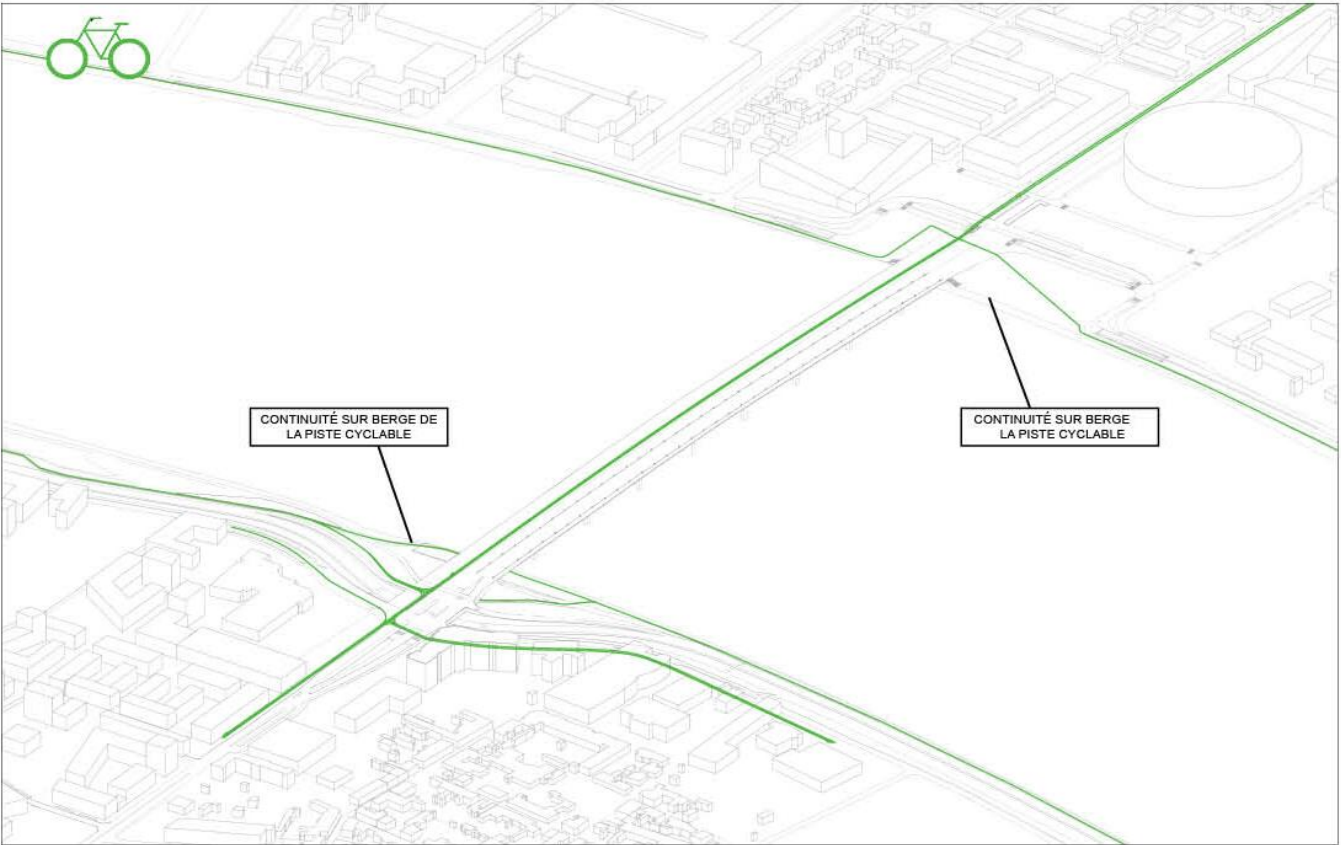 CONTINUITÉ SUR BERGE DE
LA PISTE CYCLABLE
CONTINUITÉ SUR BERGE
LA PISTE CYCLABLE